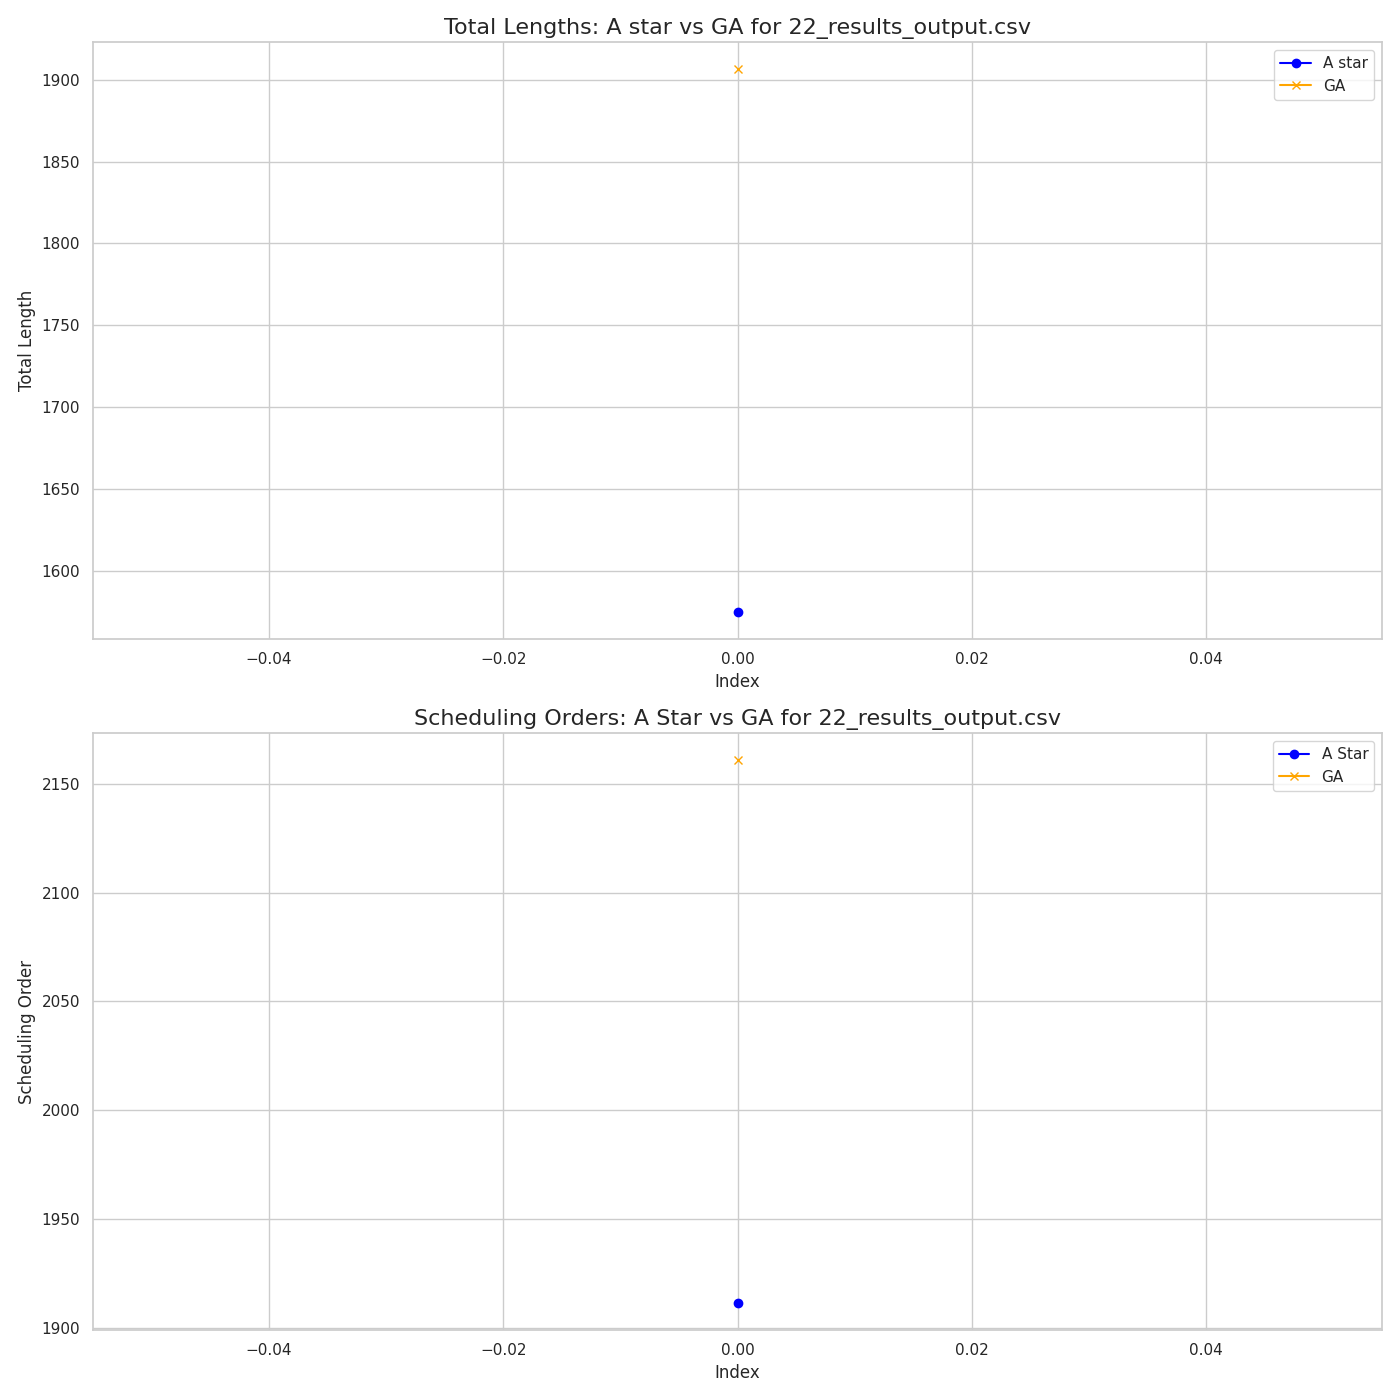 Total Lengths: A star vs GA for 22_results_output.csv
A star
GA
1900
1850
1800
1750
1700
1650
1600
Total Length
−0.04
−0.02
0.00
0.02
0.04
Index
Scheduling Orders: A Star vs GA for 22_results_output.csv
A Star
GA
2150
2100
2050
2000
1950
1900
Scheduling Order
−0.04
−0.02
0.00
0.02
0.04
Index